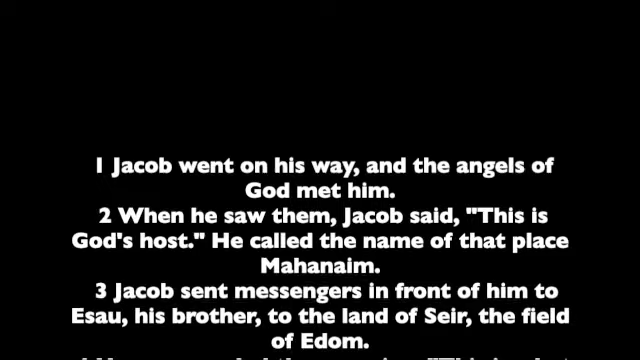 1 Jacob went on his way, and the angels of
God met him.
2 When he saw them, Jacob said, "This is
God's host." He called the name of that place
Mahanaim.
3 Jacob sent messengers in front of him to
Esau, his brother, to the land of Seir, the field
of Edom.